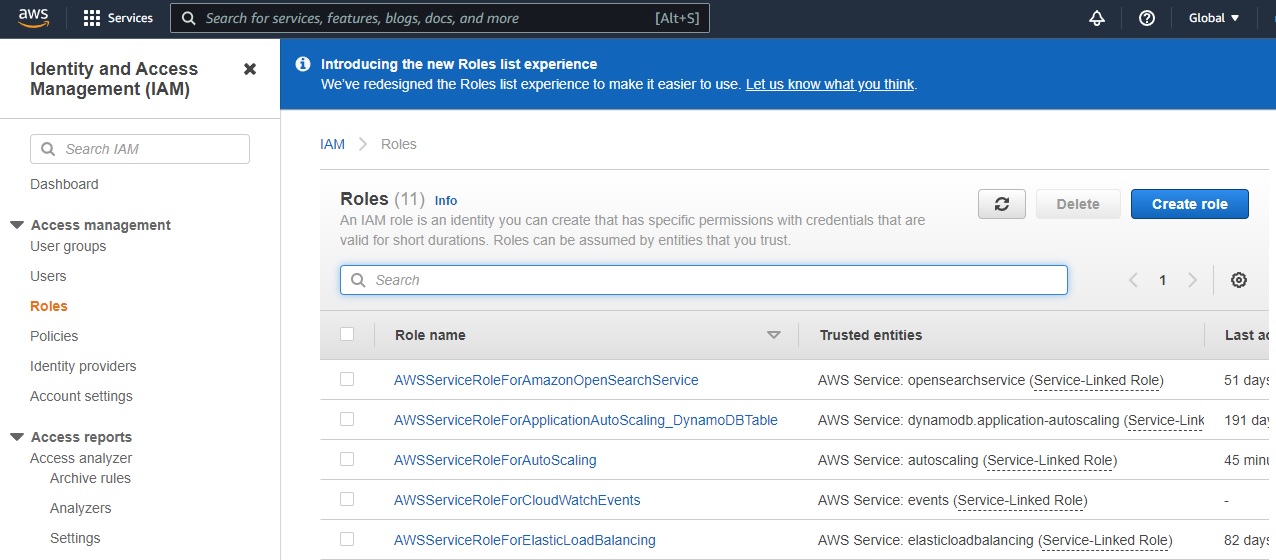 aws Services Search for services, features, blogs, docs, and more [Alt+S] Global
Identity and Access
Management (IAM)
Search IAM
Dashboard
Access management
User groups
Users
Roles
Policies
Identity providers
Account settings
Access reports
Access analyzer
Archive rules
Analyzers
Settings
Introducing the new Roles list experience
We've redesigned the Roles list experience to make it easier to use. Let us know what you think.
IAM Roles
Roles (11) Info
An IAM role is an identity you can create that has specific permissions with credentials that are
valid for short durations. Roles can be assumed by entities that you trust.
Delete Create role
Search
1
Role name Trusted entities Last ac
AWSServiceRoleForAmazonOpenSearchService AWS Service: opensearchservice (Service-Linked Role) 51 days
AWSServiceRoleForApplicationAutoScaling_DynamoDBTable AWS Service: dynamodb.application-autoscaling (Service-Link 191 day
AWSServiceRoleForAutoScaling AWS Service: autoscaling (Service-Linked Role) 45 minu
AWSServiceRoleForCloudWatchEvents AWS Service: events (Service-Linked Role) -
AWSServiceRoleForElasticLoadBalancing AWS Service: elasticloadbalancing (Service-Linked Role) 82 days